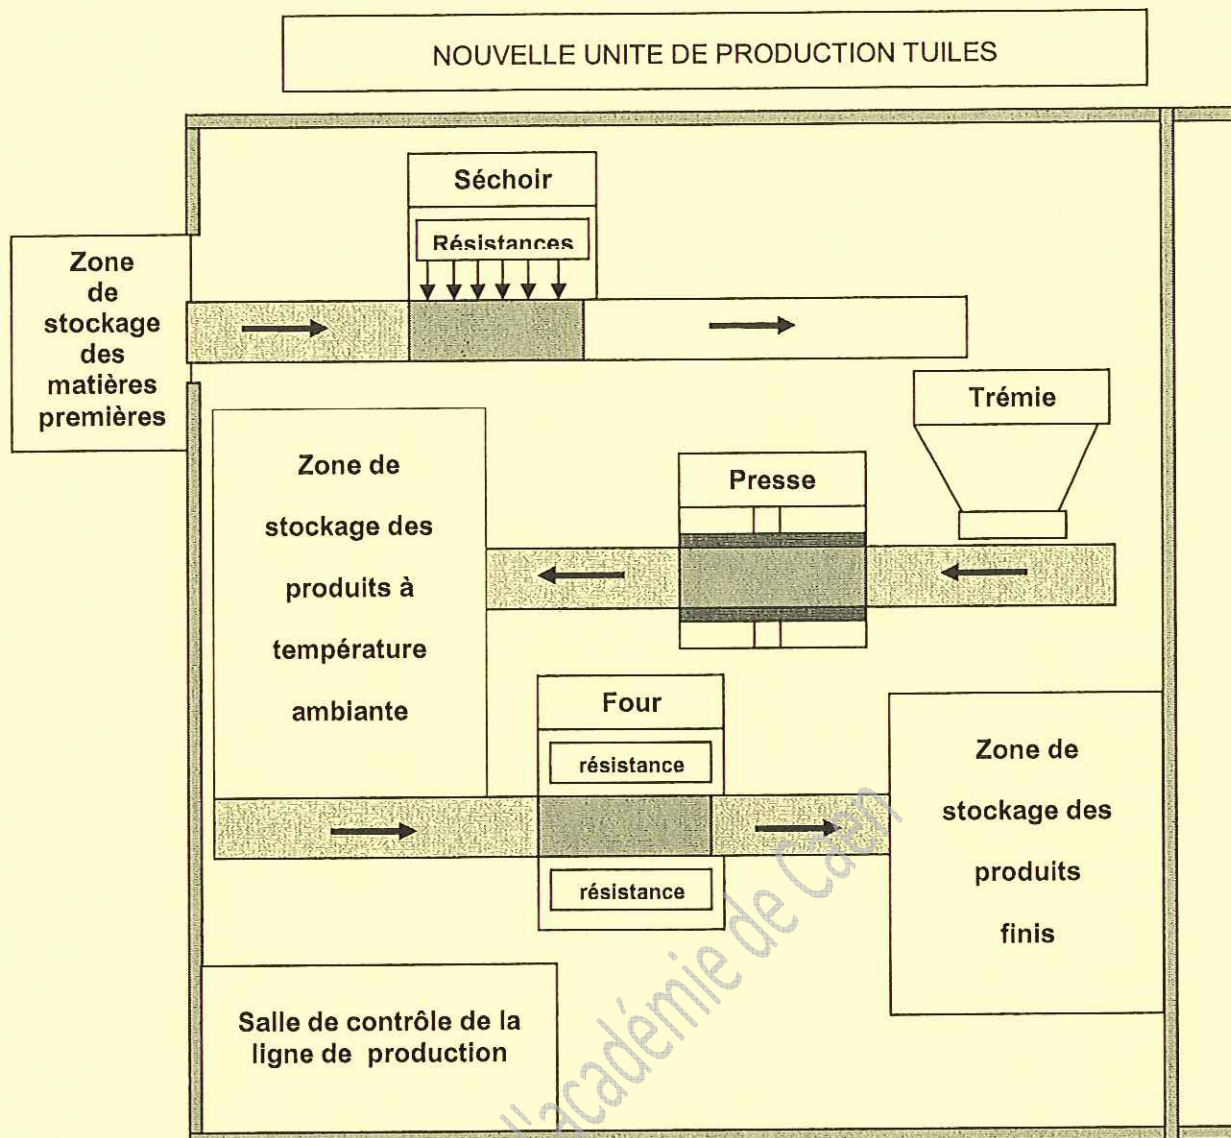 NOUVELLE UNITE DE PRODUCTION TUILES
Séchoir
Résistances
Zone
de
stockage
des
matières
premières
Trémie
Zone de
stockage des
produits à
température
ambiante
Presse
Four
résistance
résistance
Zone de
stockage des
produits
finis
Salle de contrôle de la
ligne de production
l'académie de Caen